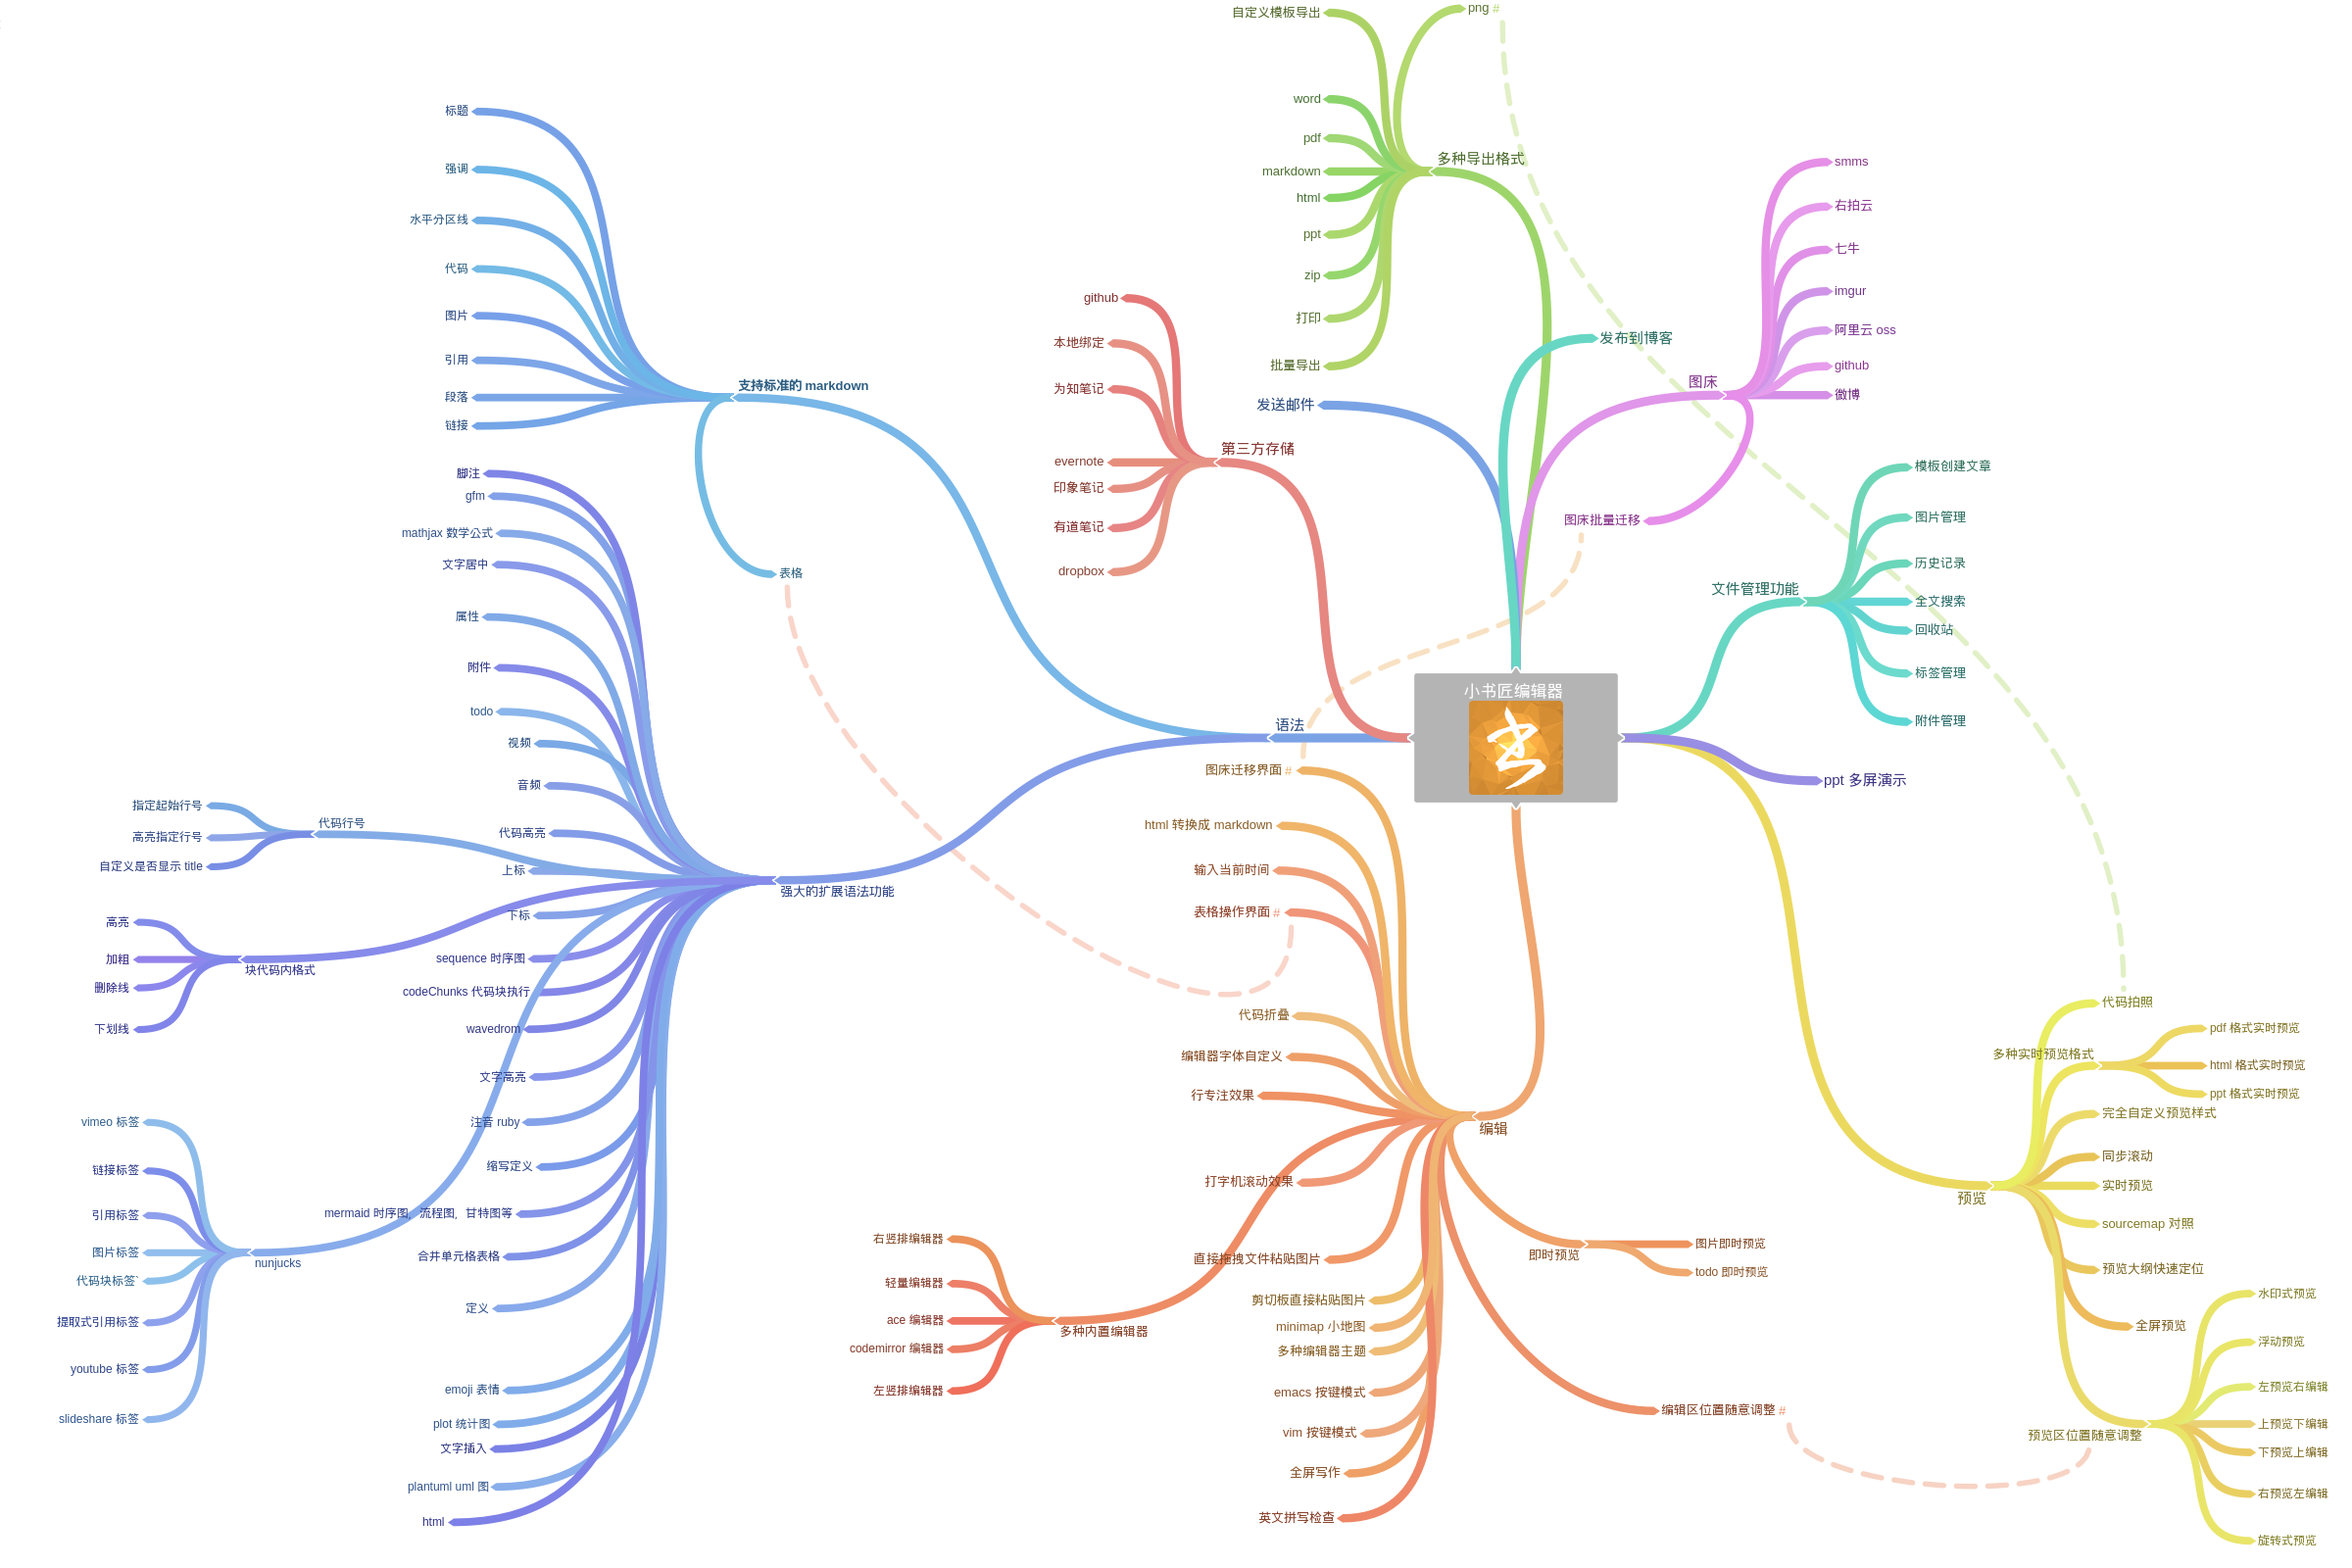 小书匠编辑器
语法
支持标准的 markdown
标题
强调
水平分区线
代码
图片
引用
段落
链接
表格
强大的扩展语法功能
脚注
gfm
mathjax 数学公式
文字居中
属性
附件
todo
视频
音频
代码高亮
代码行号
指定起始行号
高亮指定行号
自定义是否显示 title
上标
下标
块代码内格式
高亮
加粗
删除线
下划线
sequence 时序图
codeChunks 代码块执行
wavedrom
文字高亮
注音 ruby
缩写定义
mermaid 时序图，流程图，甘特图等
合并单元格表格
nunjucks
vimeo 标签
链接标签
引用标签
图片标签
代码块标签`
提取式引用标签
youtube 标签
slideshare 标签
定义
emoji 表情
plot 统计图
文字插入
plantuml uml 图
html
第三方存储
github
本地绑定
为知笔记
evernote
印象笔记
有道笔记
dropbox
发送邮件
多种导出格式
自定义模板导出
png #
word
pdf
markdown
html
ppt
zip
打印
批量导出
发布到博客
图床
smms
右拍云
七牛
imgur
阿里云 oss
github
微博
图床批量迁移
文件管理功能
模板创建文章
图片管理
历史记录
全文搜索
回收站
标签管理
附件管理
ppt 多屏演示
预览
代码拍照
多种实时预览格式
pdf 格式实时预览
html 格式实时预览
ppt 格式实时预览
完全自定义预览样式
同步滚动
实时预览
sourcemap 对照
预览大纲快速定位
全屏预览
预览区位置随意调整
水印式预览
浮动预览
左预览右编辑
上预览下编辑
下预览上编辑
右预览左编辑
旋转式预览
编辑
图床迁移界面 #
html 转换成 markdown
输入当前时间
表格操作界面 #
代码折叠
编辑器字体自定义
行专注效果
多种内置编辑器
右竖排编辑器
轻量编辑器
ace 编辑器
codemirror 编辑器
左竖排编辑器
打字机滚动效果
直接拖拽文件粘贴图片
剪切板直接粘贴图片
minimap 小地图
多种编辑器主题
emacs 按键模式
vim 按键模式
全屏写作
英文拼写检查
即时预览
图片即时预览
todo 即时预览
编辑区位置随意调整 #